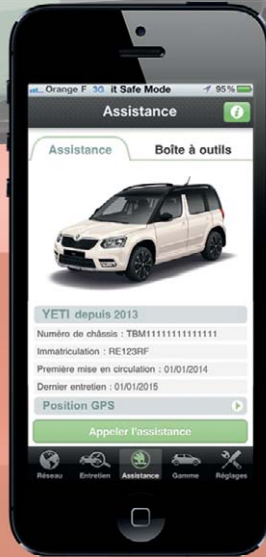 Orange F 3G it Safe Mode 95%
Assistance
Assistance Boîte à outils
YETI depuis 2013
Numéro de châssis : TBM11111111111111
Immatriculation : RE123RF
Première mise en circulation : 01/01/2014
Dernier entretien : 01/01/2015
Position GPS
Appeler l'assistance
Réseau Entretien Assistance Gamme Réglages